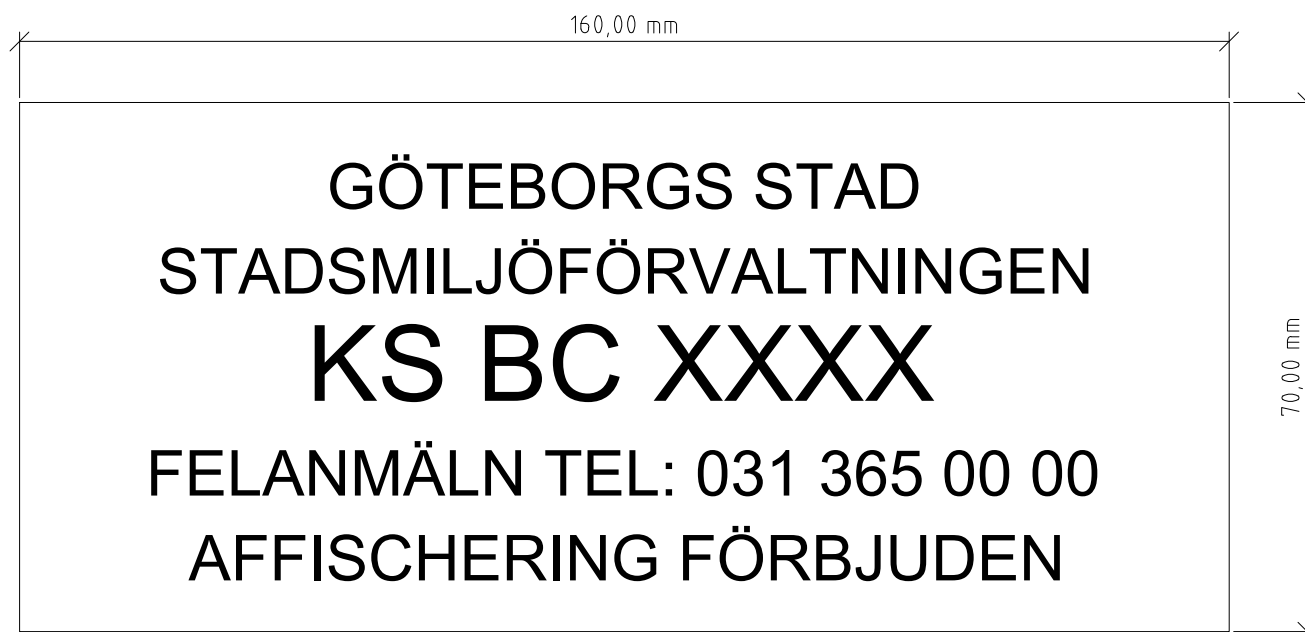 160,00 mm
GÖTEBORGS STAD
STADSMILJÖFÖRVALTNINGEN
KS BC XXXX
FELANMÄLN TEL: 031 365 00 00
AFFISCHERING FÖRBJUDEN
70,00 mm